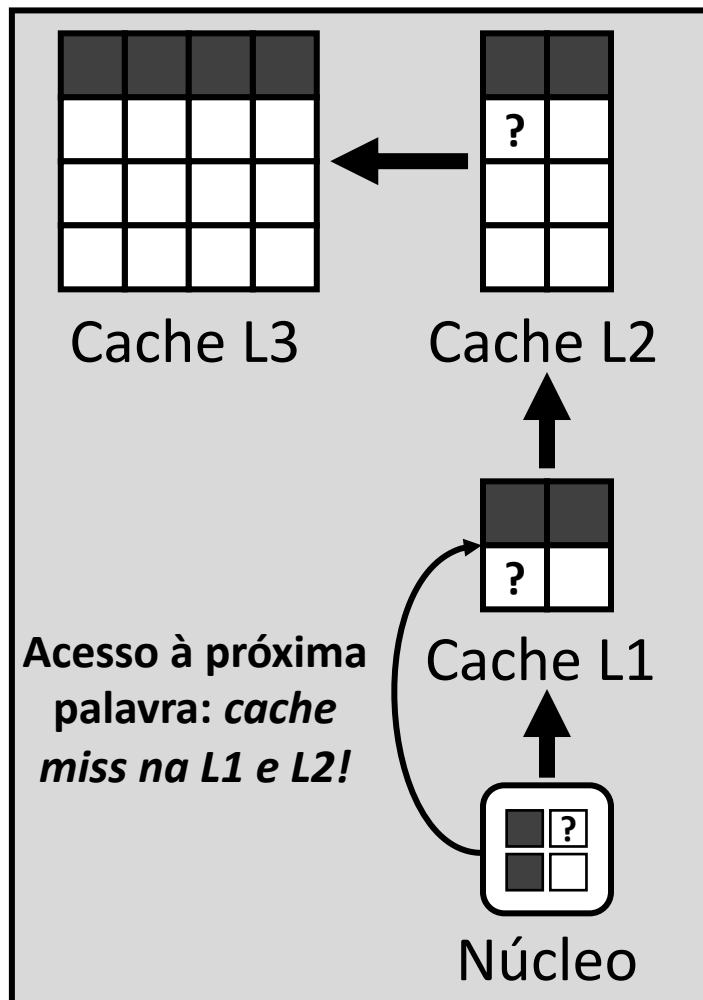 ?
Cache L3
Cache L2
?
Cache L1
Acesso à próxima
palavra: cache
miss na L1 e L2!
?
Núcleo